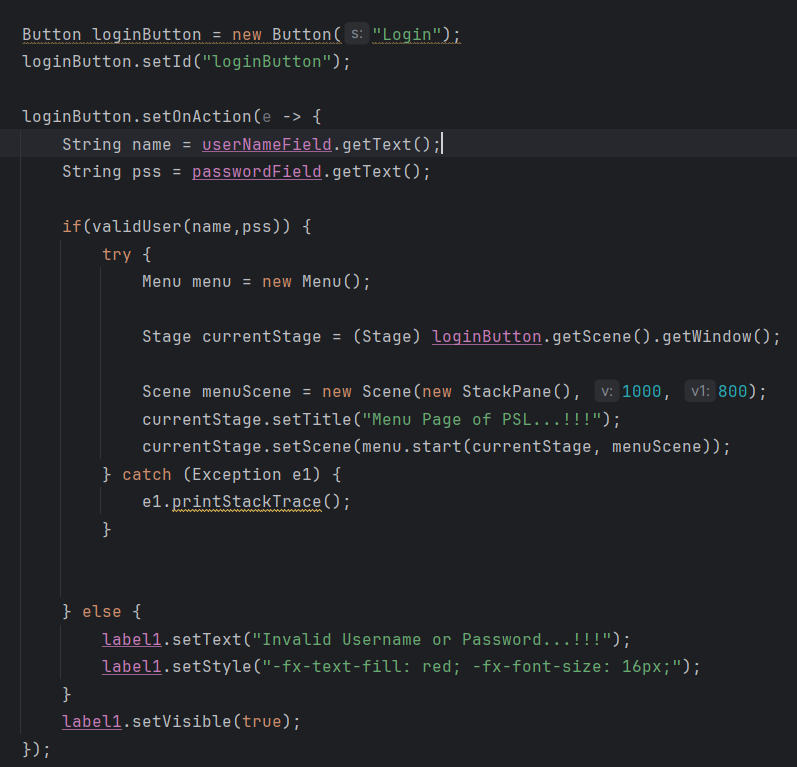 Button loginButton = new Button( s: "Login");
loginButton.setId("loginButton");
loginButton.setOnAction(e -> {
String name = userNameField.getText();
String pss = passwordField.getText();
if(validUser(name,pss)) {
try {
Menu menu = new Menu();
Stage currentStage = (Stage) loginButton.getScene().getWindow();
Scene menuScene = new Scene(new StackPane(), v: 1000, v1: 800);
currentStage.setTitle("Menu Page of PSL...!!!");
currentStage.setScene(menu.start(currentStage, menuScene));
} catch (Exception e1) {
e1.printStackTrace();
}
} else {
label1.setText("Invalid Username or Password...!!!");
label1.setStyle("-fx-text-fill: red; -fx-font-size: 16px;");
}
label1.setVisible(true);
});